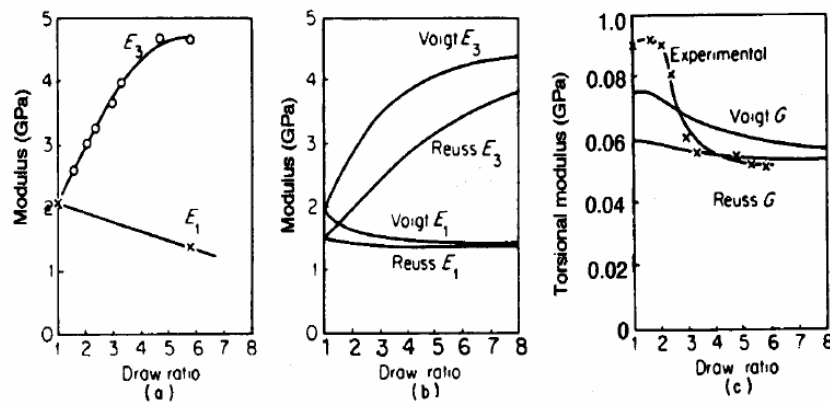 5
4
3
2
1
0
Modulus (GPa)
E3
E1
1 2 3 4 5 6 7 8
Draw ratio
(a)
5
4
3
2
1
0
Modulus (GPa)
Voigt E3
Reuss E3
Voigt E1
Reuss E1
1 2 3 4 5 6 7 8
Draw ratio
(b)
0.1
0.08
0.06
0.04
0.02
0
Torsional modulus (GPa)
Experimental
Voigt G
Reuss G
1 2 3 4 5 6 7 8
Draw ratio
(c)